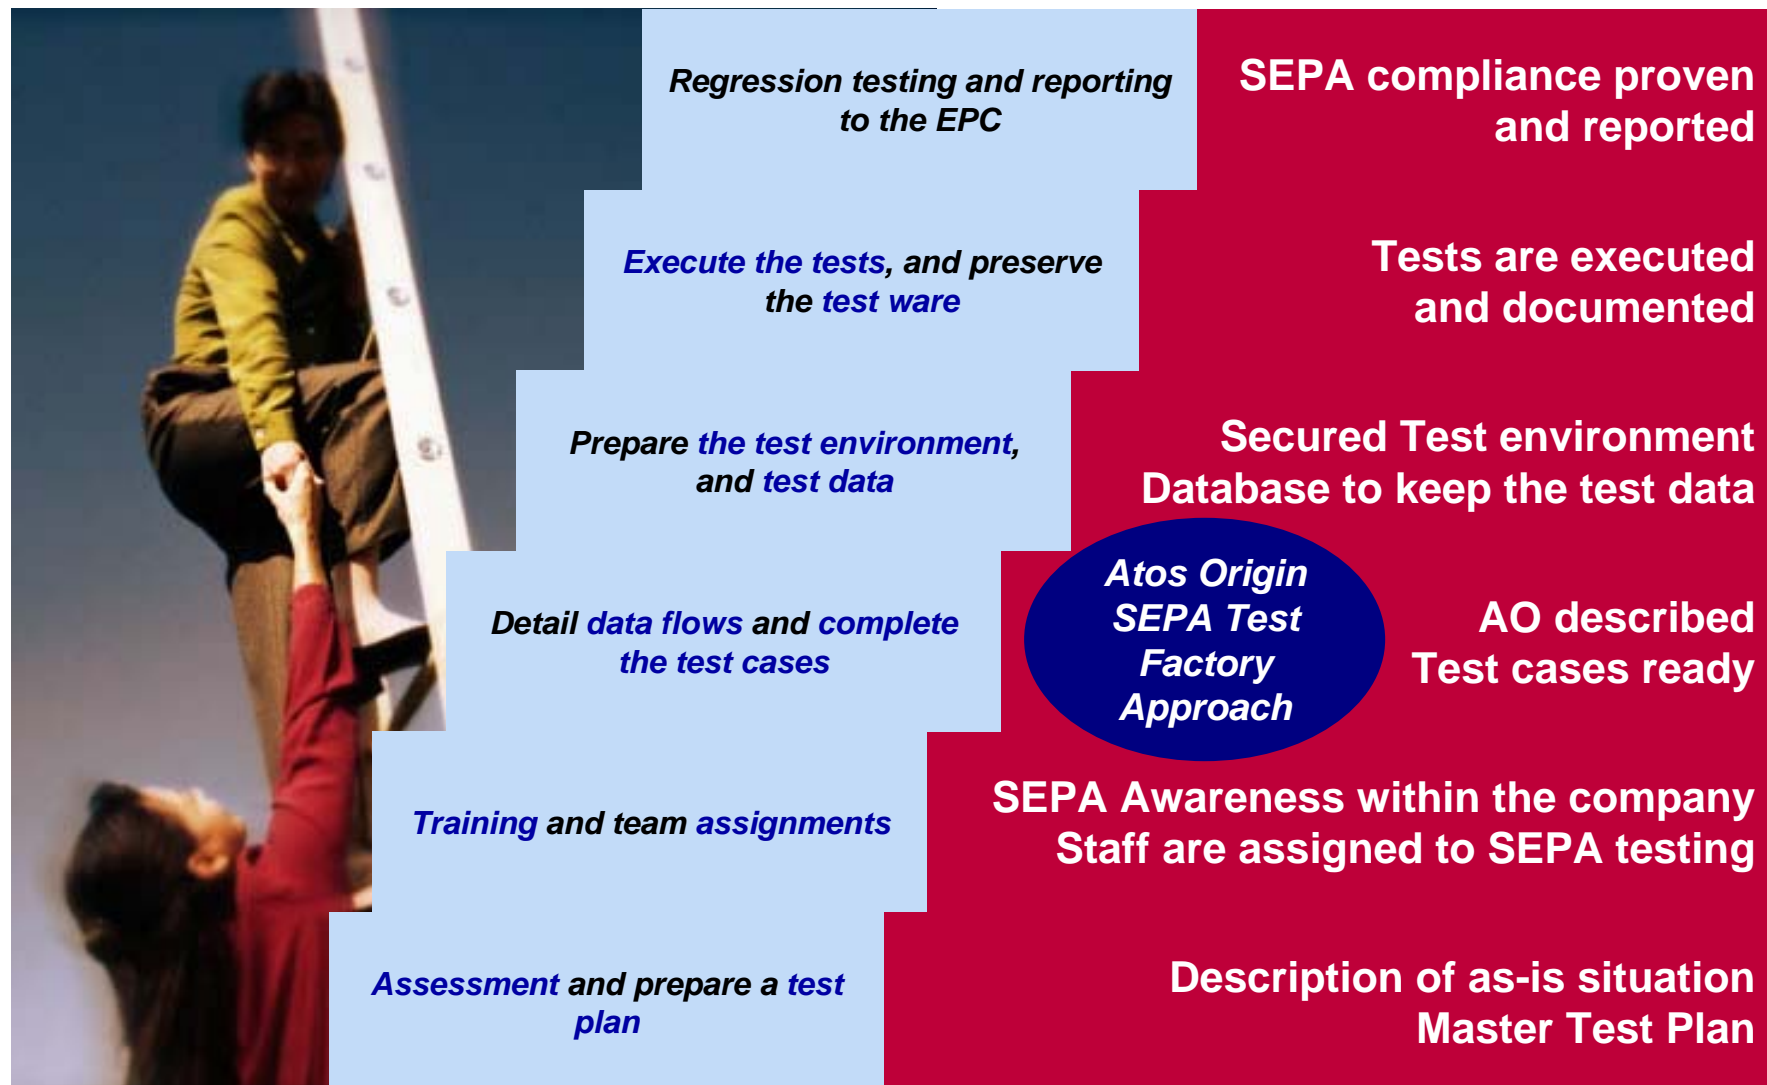 Regression testing and reporting
to the EPC
SEPA compliance proven
and reported
Execute the tests, and preserve
the test ware
Tests are executed
and documented
Prepare the test environment,
and test data
Secured Test environment
Database to keep the test data
Detail data flows and complete
the test cases
Atos Origin
SEPA Test
Factory
Approach
AO described
Test cases ready
Training and team assignments
SEPA Awareness within the company
Staff are assigned to SEPA testing
Assessment and prepare a test
plan
Description of as-is situation
Master Test Plan